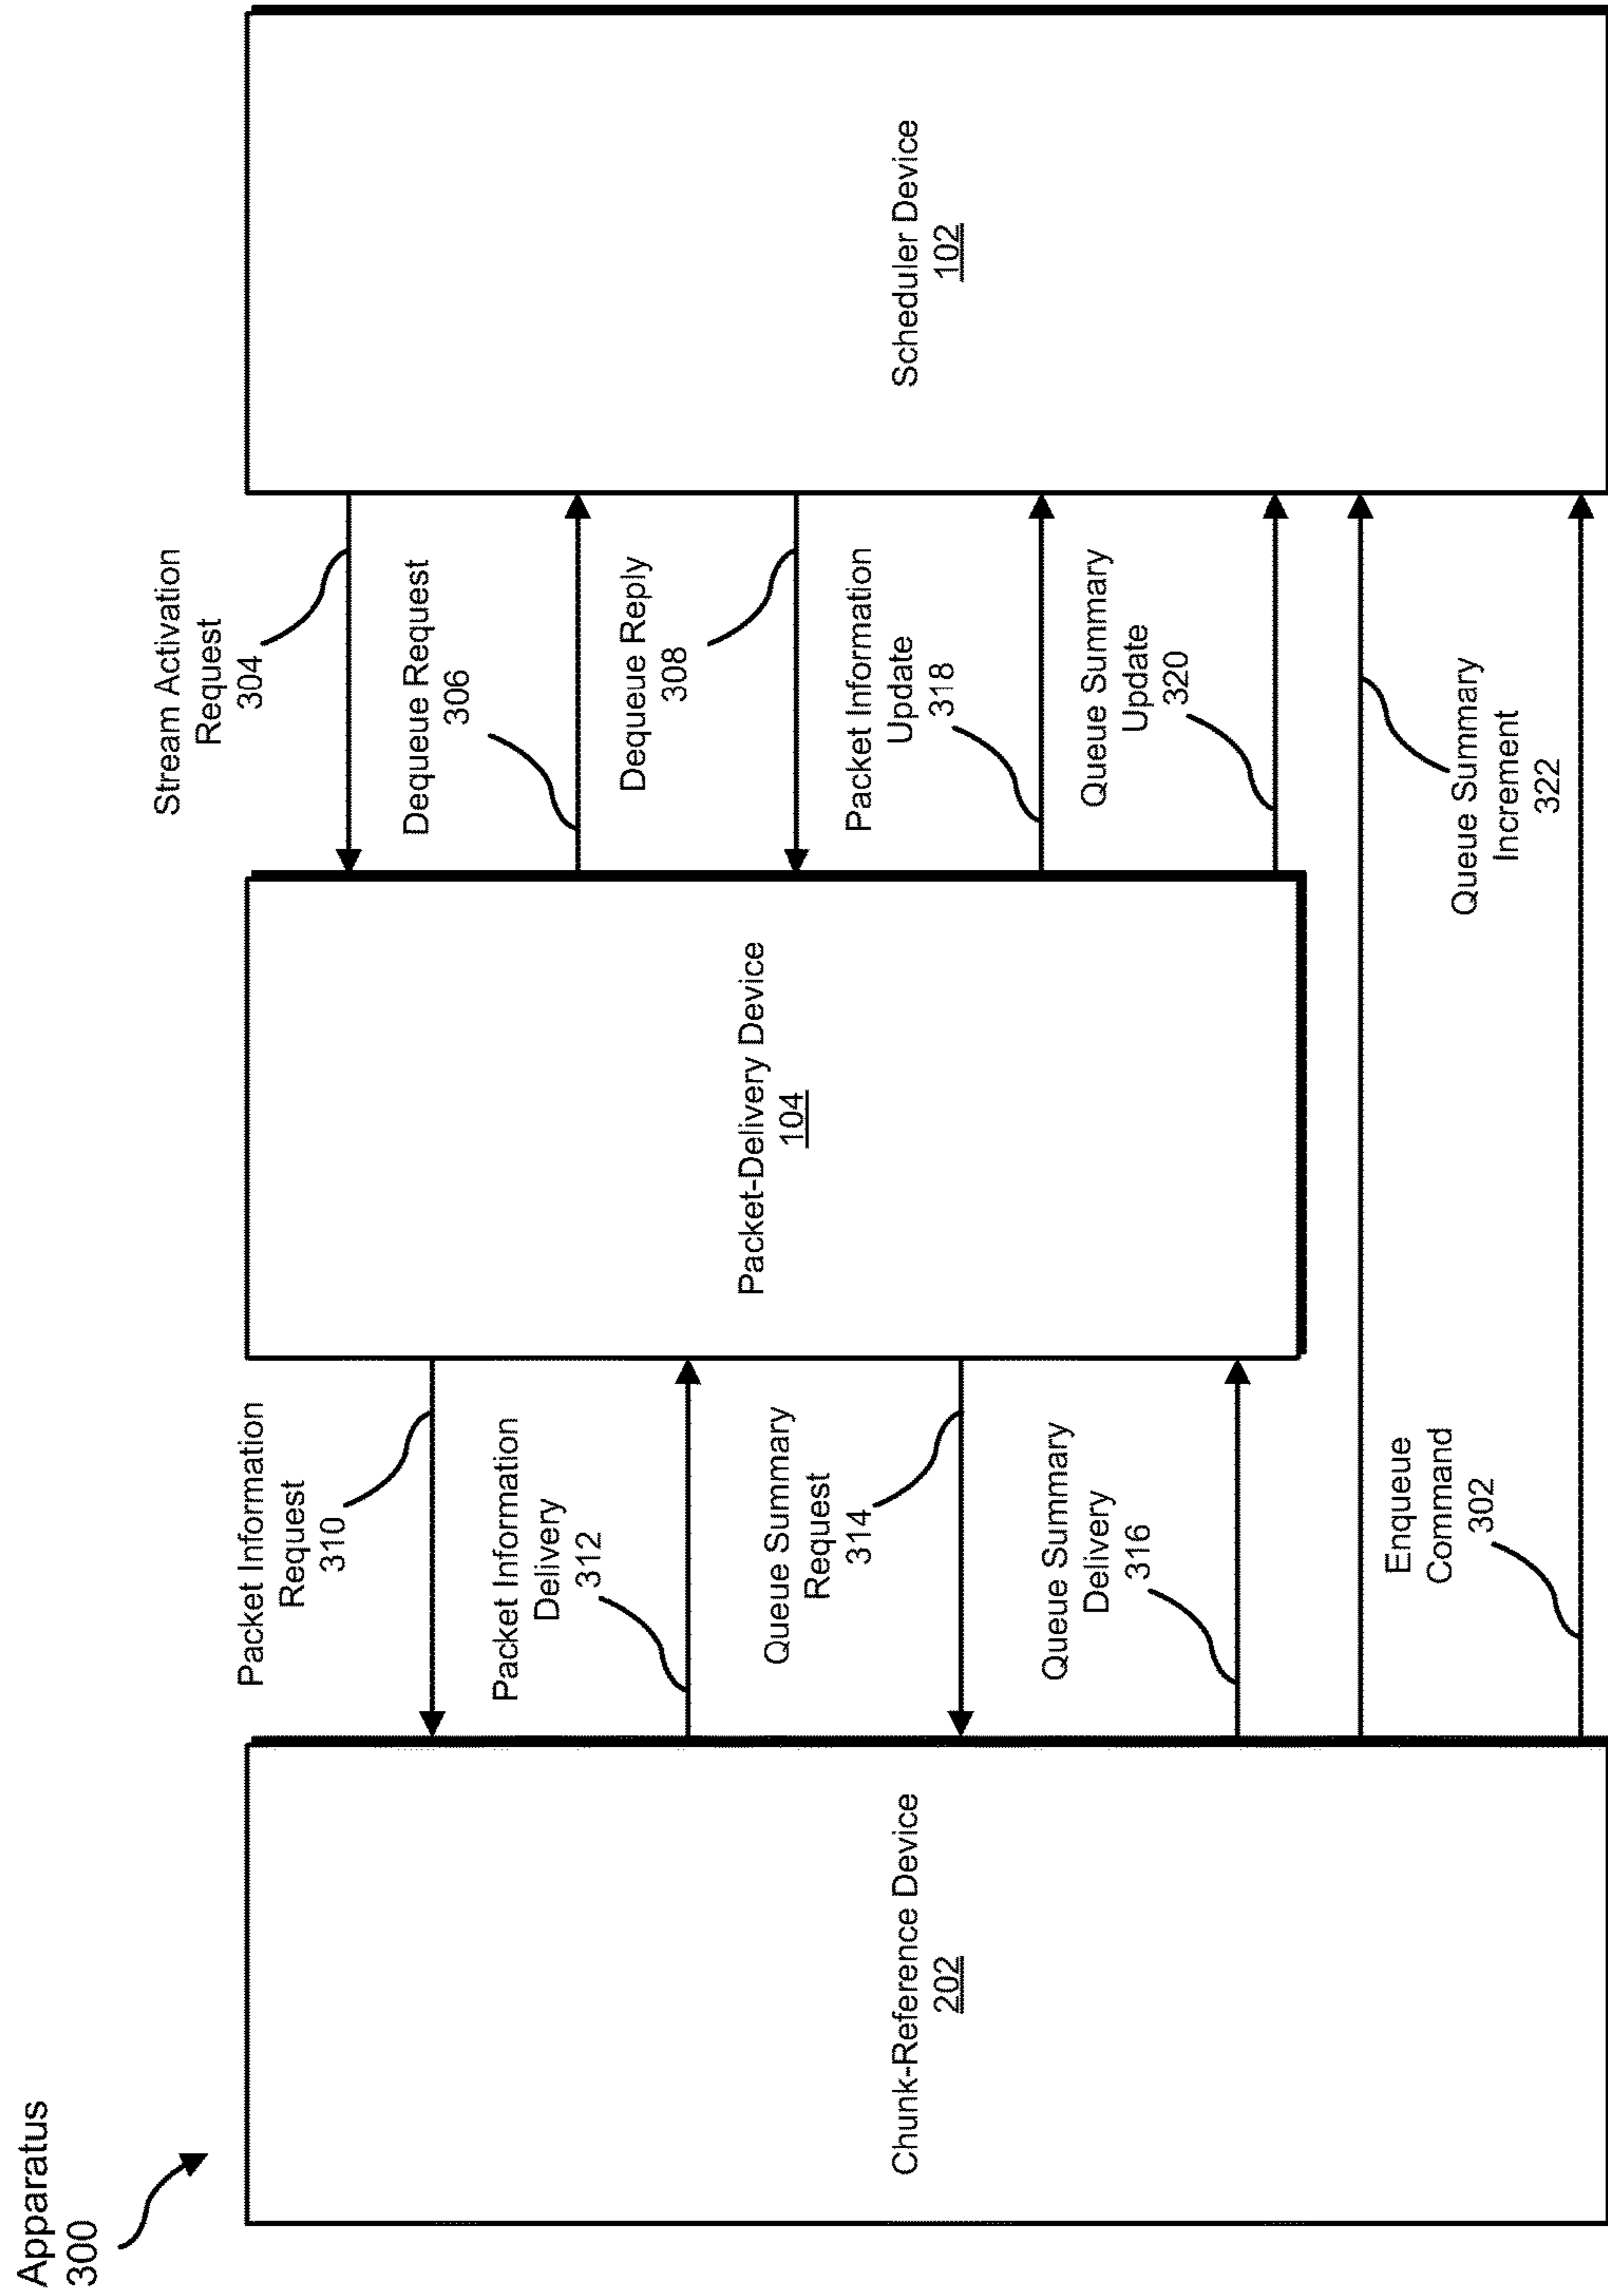 Apparatus
300
Chunk-Reference Device
202
Packet Information
Request
310
Packet Information
Delivery
312
Queue Summary
Request
314
Queue Summary
Delivery
316
Enqueue
Command
302
Packet-Delivery Device
104
Stream Activation
Request
304
Dequeue Request
306
Dequeue Reply
308
Packet Information
Update
318
Queue Summary
Update
320
Queue Summary
Increment
322
Scheduler Device
102